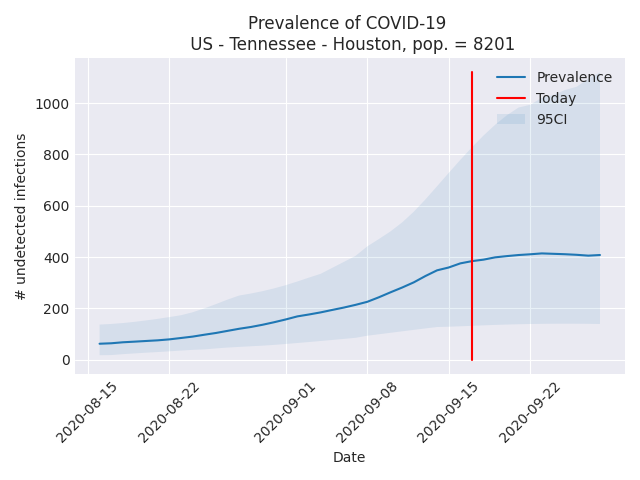 Prevalence of COVID-19
US - Tennessee - Houston, pop. = 8201
Prevalence
Today
95CI
1000
800
600
400
200
0
# undetected infections
2020-08-15
2020-08-22
2020-09-01
2020-09-08
2020-09-15
2020-09-22
Date